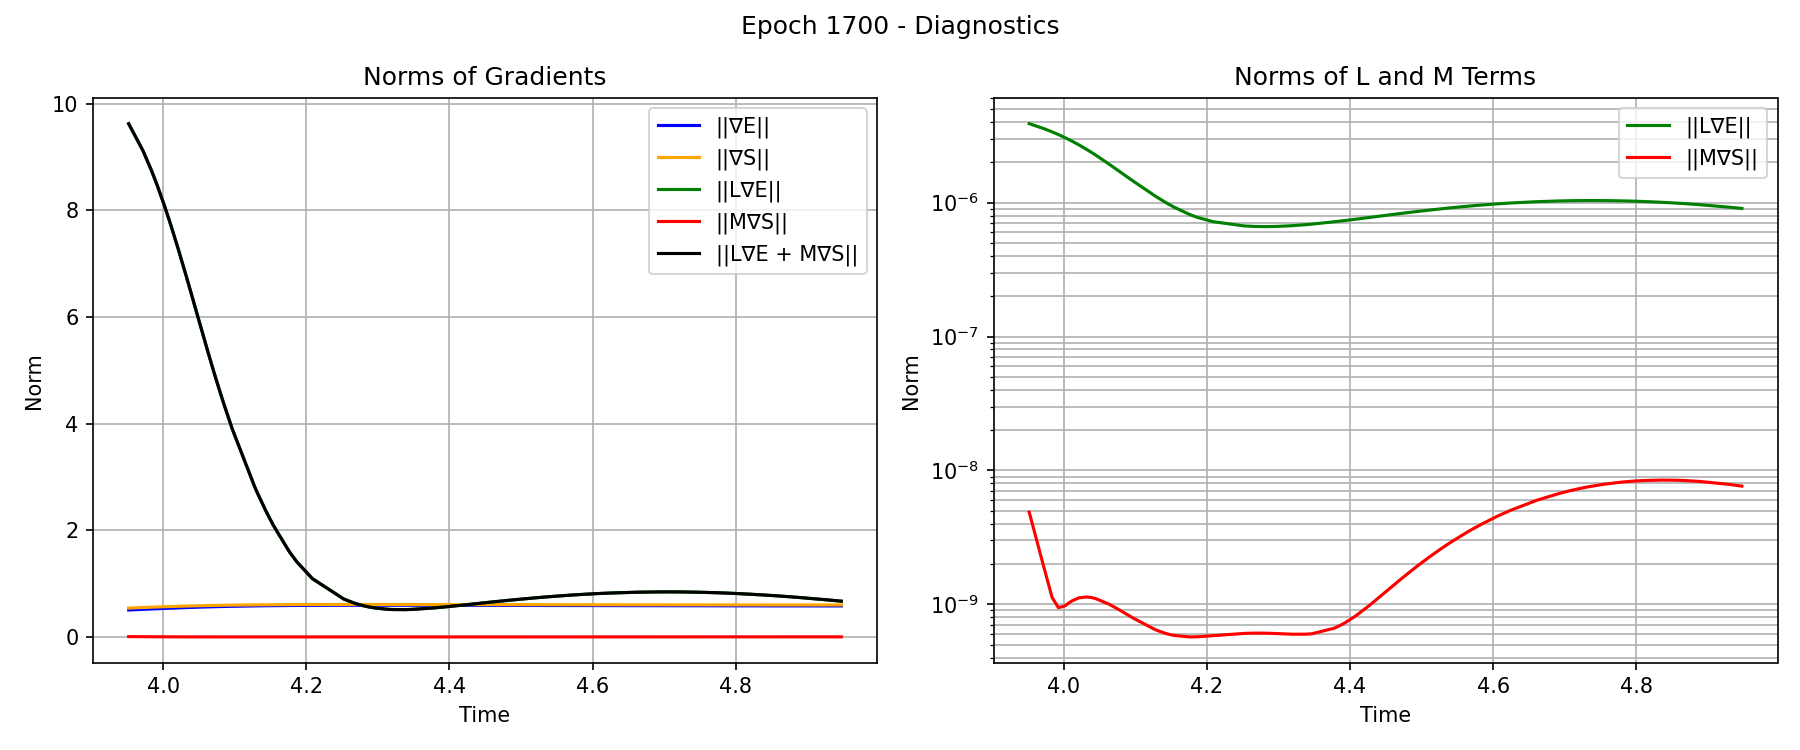 Epoch 1700 - Diagnostics
Norms of Gradients
10
8
6
4
2
0
Norm
4.0 4.2 4.4 4.6 4.8
Time
||∇E||
||∇S||
||L∇E||
||M∇S||
||L∇E + M∇S||
Norms of L and M Terms
10⁻⁶
10⁻⁷
10⁻⁸
10⁻⁹
Norm
4.0 4.2 4.4 4.6 4.8
Time
||L∇E||
||M∇S||